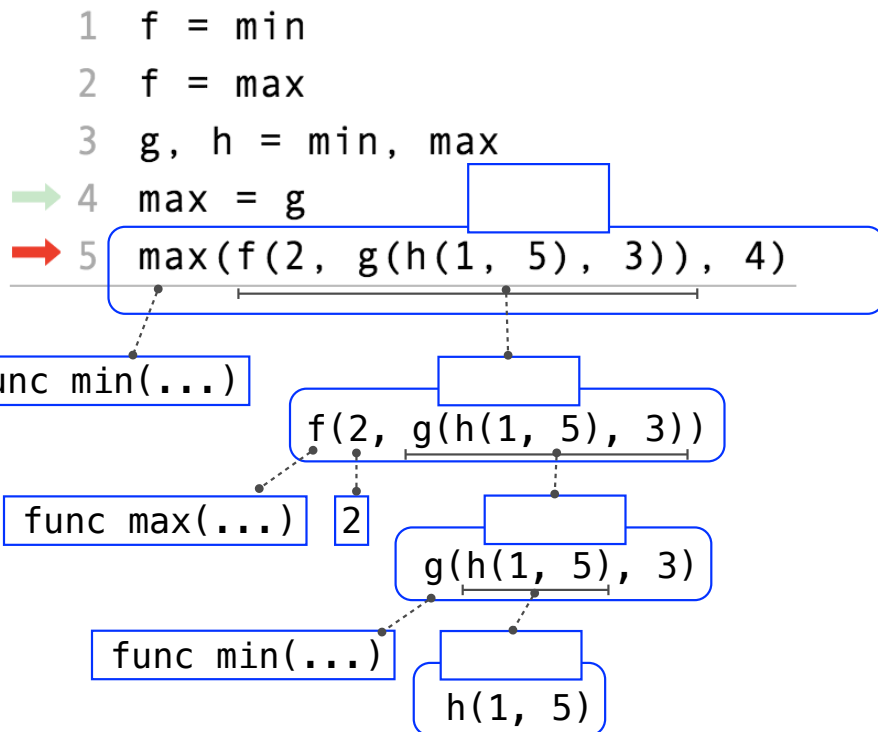 1 f = min
2 f = max
3 g, h = min, max
4 max = g
5 max(f(2, g(h(1, 5), 3)), 4)
unc min(...)
f(2, g(h(1, 5), 3))
func max(...)
2
g(h(1, 5), 3)
func min(...)
h(1, 5)